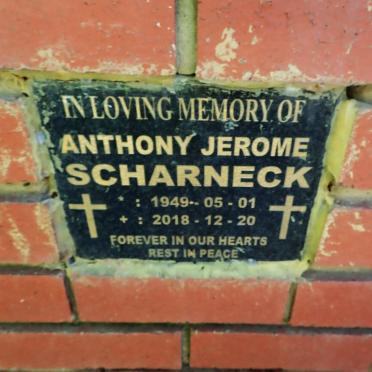 IN LOVING MEMORY OF
ANTHONY JEROME
SCHARNECK
* : 1949 - 05 - 01
+ : 2018 - 12 - 20
FOREVER IN OUR HEARTS
REST IN PEACE